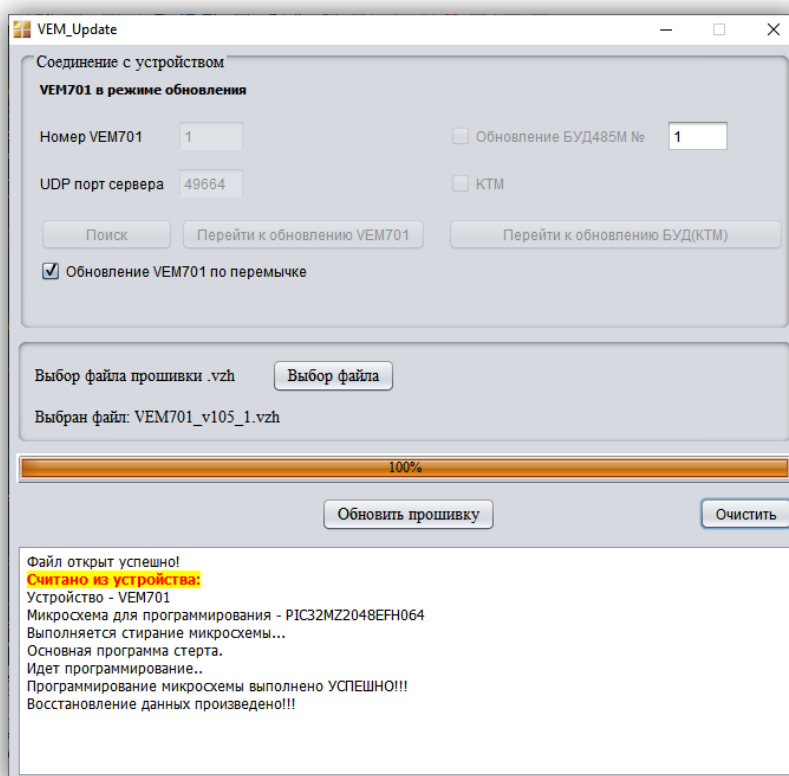 VEM_Update
Соединение с устройством
VEM701 в режиме обновления
Номер VEM701 1 Обновление БУД485М № 1
UDP порт сервера 49664 КТМ
Поиск Перейти к обновлению VEM701 Перейти к обновлению БУД(КТМ)
Обновление VEM701 по перемычке
Выбор файла прошивки .vzh Выбор файла
Выбран файл: VEM701_v105_1.vzh
100%
Обновить прошивку Очистить
Файл открыт успешно!
Считано из устройства:
Устройство - VEM701
Микросхема для программирования - PIC32MZ2048EFH064
Выполняется стирание микросхемы...
Основная программа стерта.
Идет программирование..
Программирование микросхемы выполнено УСПЕШНО!!!
Восстановление данных произведено!!!